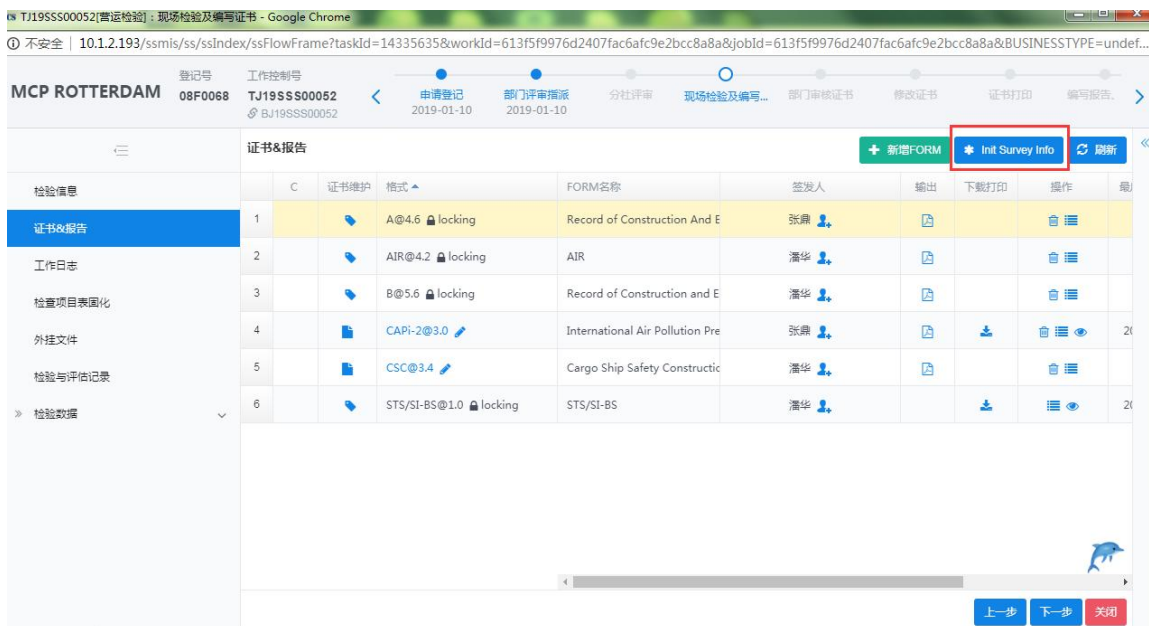 TJ19SSS00052[营运检验] : 现场检验及编写证书 - Google Chrome
不安全 | 10.1.2.193/ssmis/ss/ssIndex/ssFlowFrame?taskId=14335635&workId=613f5f9976d2407fac6afc9e2bcc8a8a&jobId=613f5f9976d2407fac6afc9e2bcc8a8a&BUSINESSTYPE=undef...
MCP ROTTERDAM
登记号
08F0068
工作控制号
TJ19SSS00052
BJ19SSS00052
申请登记
2019-01-10
部门评审指派
2019-01-10
分社评审
现场检验及编写...
部门审核证书
修改证书
证书打印
编写报告.
检验信息
证书&报告
工作日志
检查项目表固化
外挂文件
检验与评估记录
检验数据
证书&报告
新增FORM
Init Survey Info
刷新
C 证书维护 格式 FORM名称 签发人 输出 下载打印 操作
1 A@4.6 locking Record of Construction And E 张鼎
2 AIR@4.2 locking AIR 潘华
3 B@5.6 locking Record of Construction and E 潘华
4 CAPi-2@3.0 International Air Pollution Pre 张鼎 20
5 CSC@3.4 Cargo Ship Safety Constructic 潘华
6 STS/SI-BS@1.0 locking STS/SI-BS 潘华 20
上一步 下一步 关闭